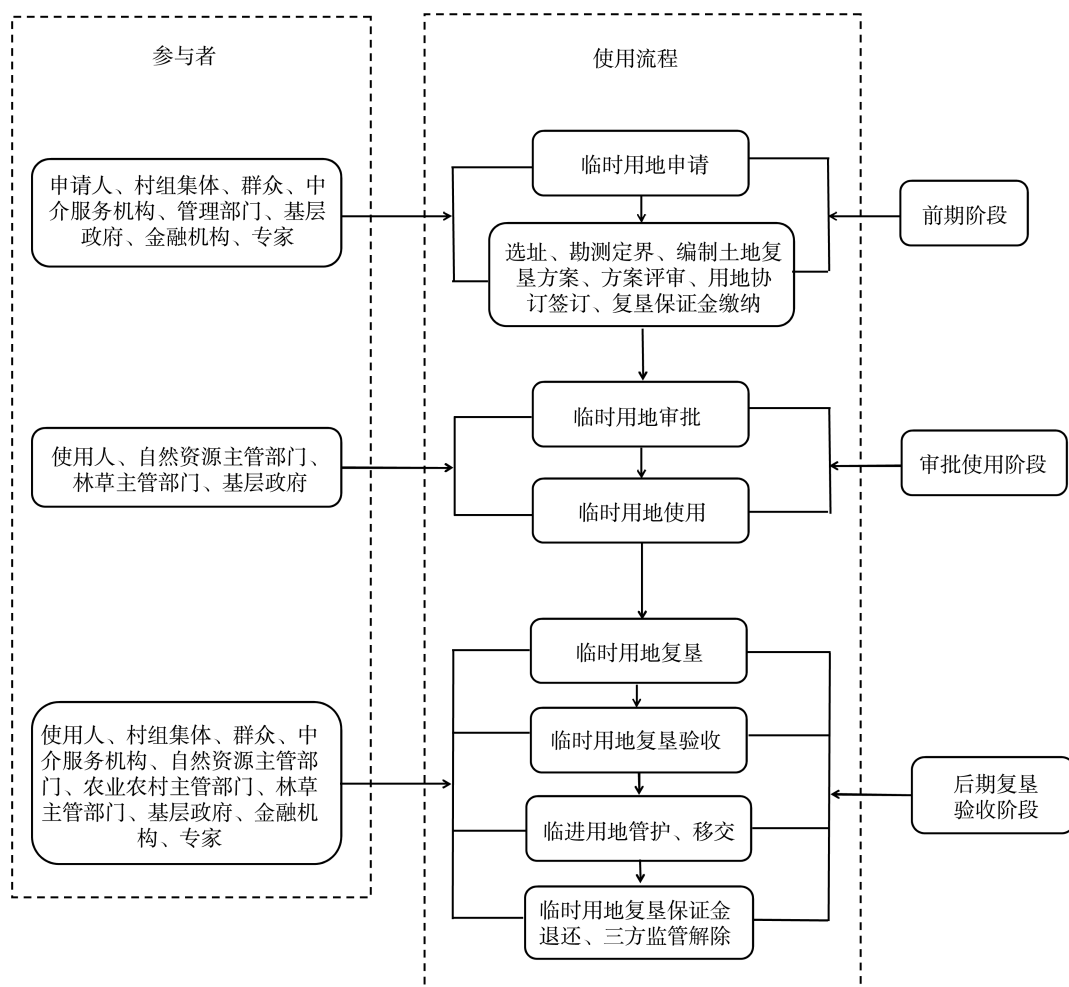 参与者
使用流程
临时用地申请
申请人、村组集体、群众、中
介服务机构、管理部门、基层
政府、金融机构、专家
前期阶段
选址、勘测定界、编制土地复
垦方案、方案评审、用地协
订签订、复垦保证金缴纳
临时用地审批
使用人、自然资源主管部门、
林草主管部门、基层政府
审批使用阶段
临时用地使用
临时用地复垦
使用人、村组集体、群众、中
介服务机构、自然资源主管部
门、农业农村主管部门、林草
主管部门、基层政府、金融机
构、专家
临时用地复垦验收
后期复垦
验收阶段
临进用地管护、移交
临时用地复垦保证金
退还、三方监管解除